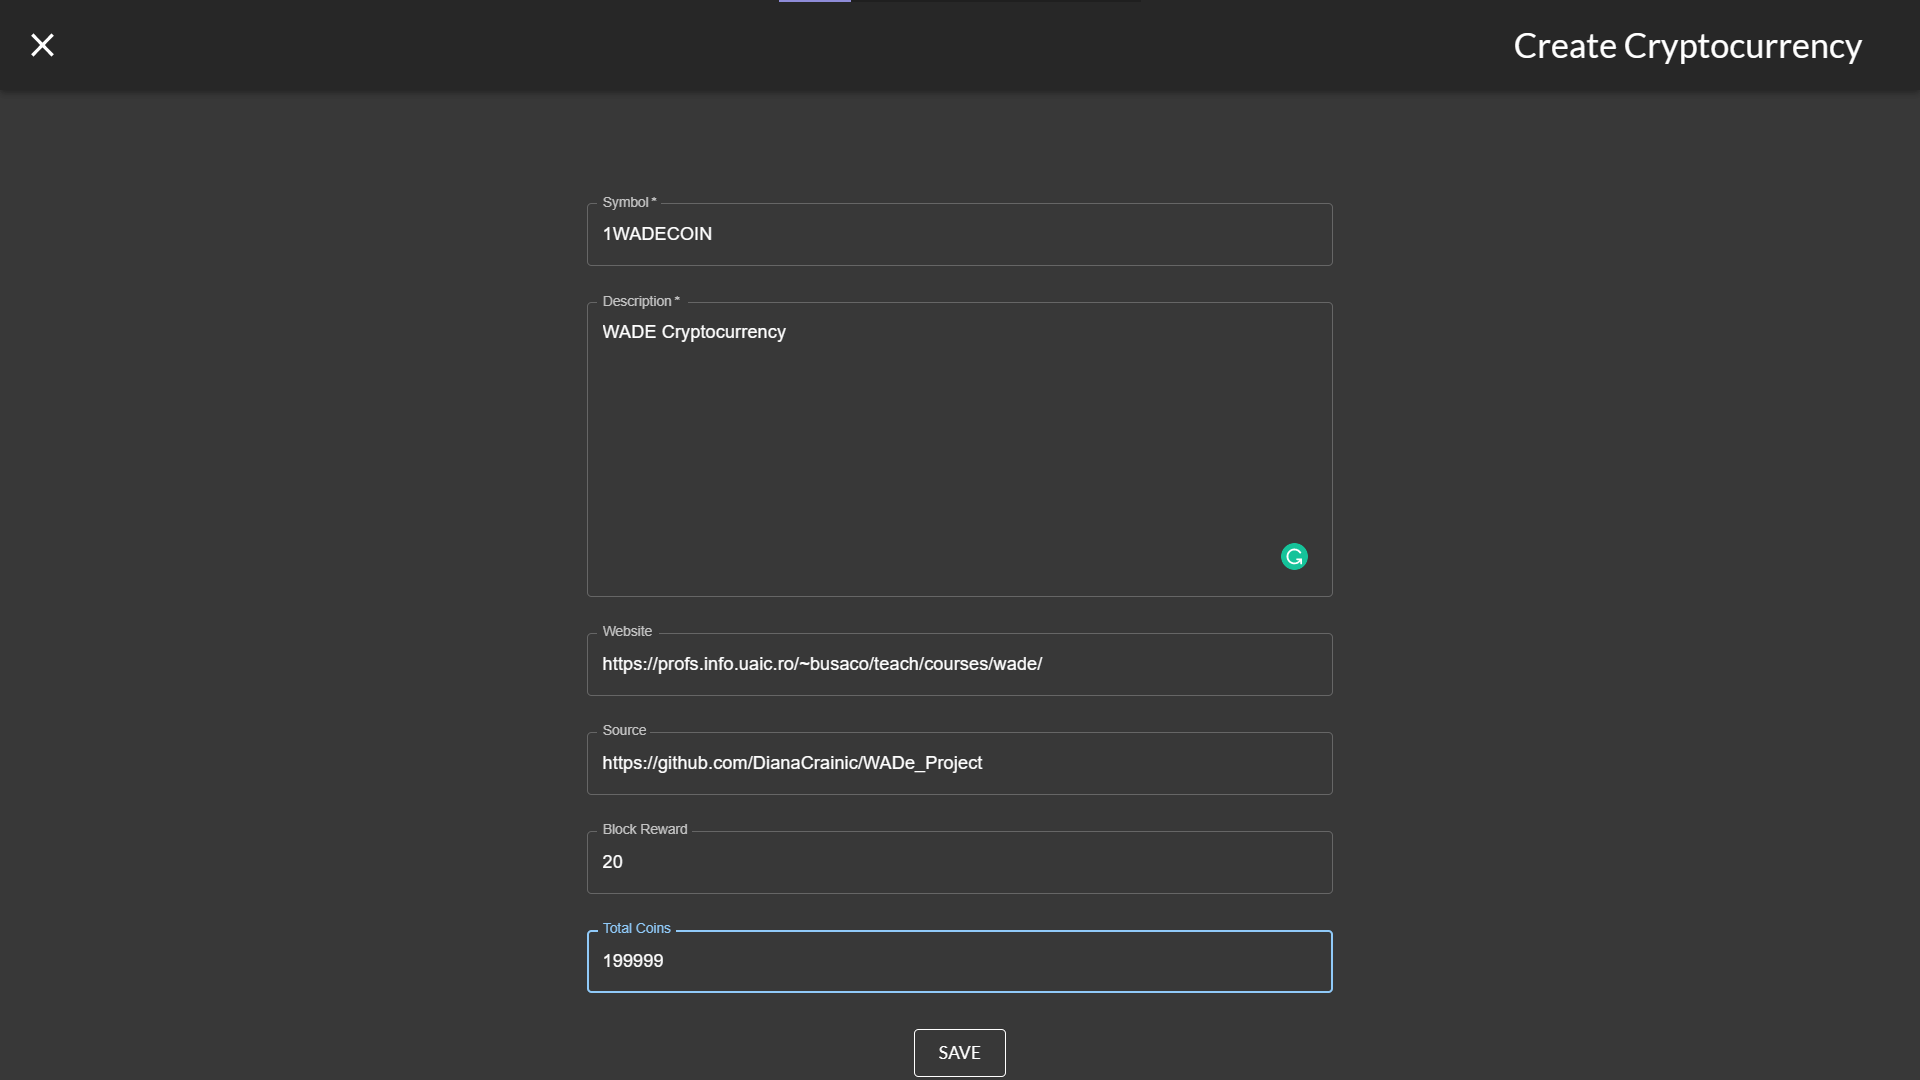 Create Cryptocurrency
Symbol *
1WADECOIN
Description *
WADE Cryptocurrency
Website
https://profs.info.uaic.ro/~busaco/teach/courses/wade/
Source
https://github.com/DianaCrainic/WADe_Project
Block Reward
20
Total Coins
199999
SAVE